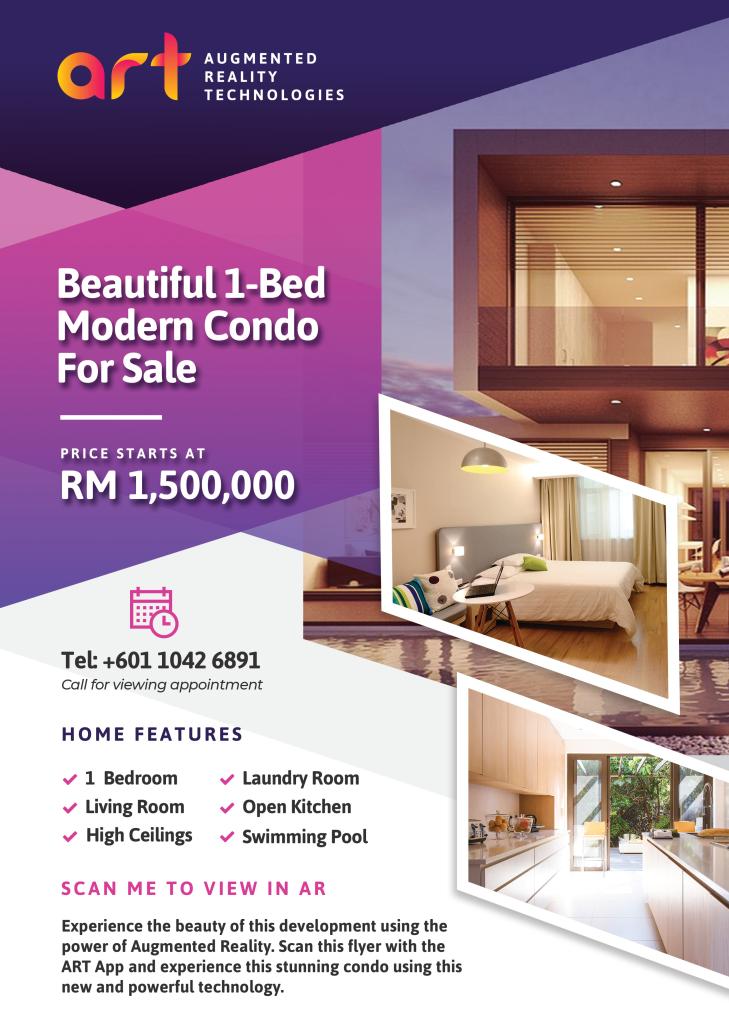 art
AUGMENTED
REALITY
TECHNOLOGIES
Beautiful 1-Bed
Modern Condo
For Sale
PRICE STARTS AT
RM 1,500,000
Tel: +601 1042 6891
Call for viewing appointment
HOME FEATURES
1 Bedroom
Laundry Room
Living Room
Open Kitchen
High Ceilings
Swimming Pool
SCAN ME TO VIEW IN AR
Experience the beauty of this development using the
power of Augmented Reality. Scan this flyer with the
ART App and experience this stunning condo using this
new and powerful technology.